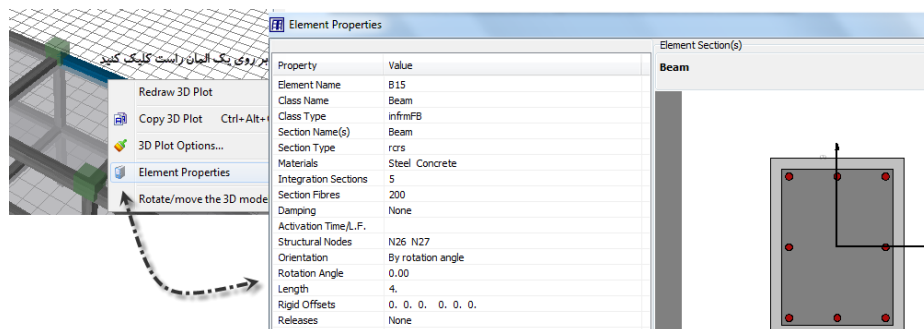 بر روی یک المان راست کلیک کنید
Redraw 3D Plot
Copy 3D Plot Ctrl+Alt+
3D Plot Options...
Element Properties
Rotate/move the 3D mode
Element Properties
Property Value
Element Name B15
Class Name Beam
Class Type infrmFB
Section Name(s) Beam
Section Type rcrs
Materials Steel Concrete
Integration Sections 5
Section Fibres 200
Damping None
Activation Time/L.F.
Structural Nodes N26 N27
Orientation By rotation angle
Rotation Angle 0.00
Length 4.
Rigid Offsets 0. 0. 0. 0. 0. 0.
Releases None
Element Section(s)
Beam